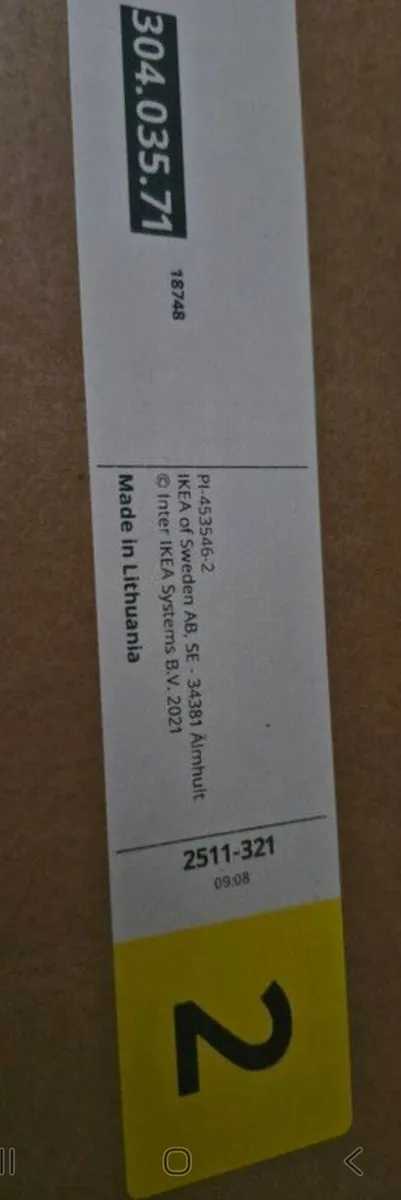 304.035.71
18748
PI-453546-2
IKEA of Sweden AB, SE - 34381 Älmhult
© Inter IKEA Systems B.V. 2021
Made in Lithuania
2511-321
09:08
2